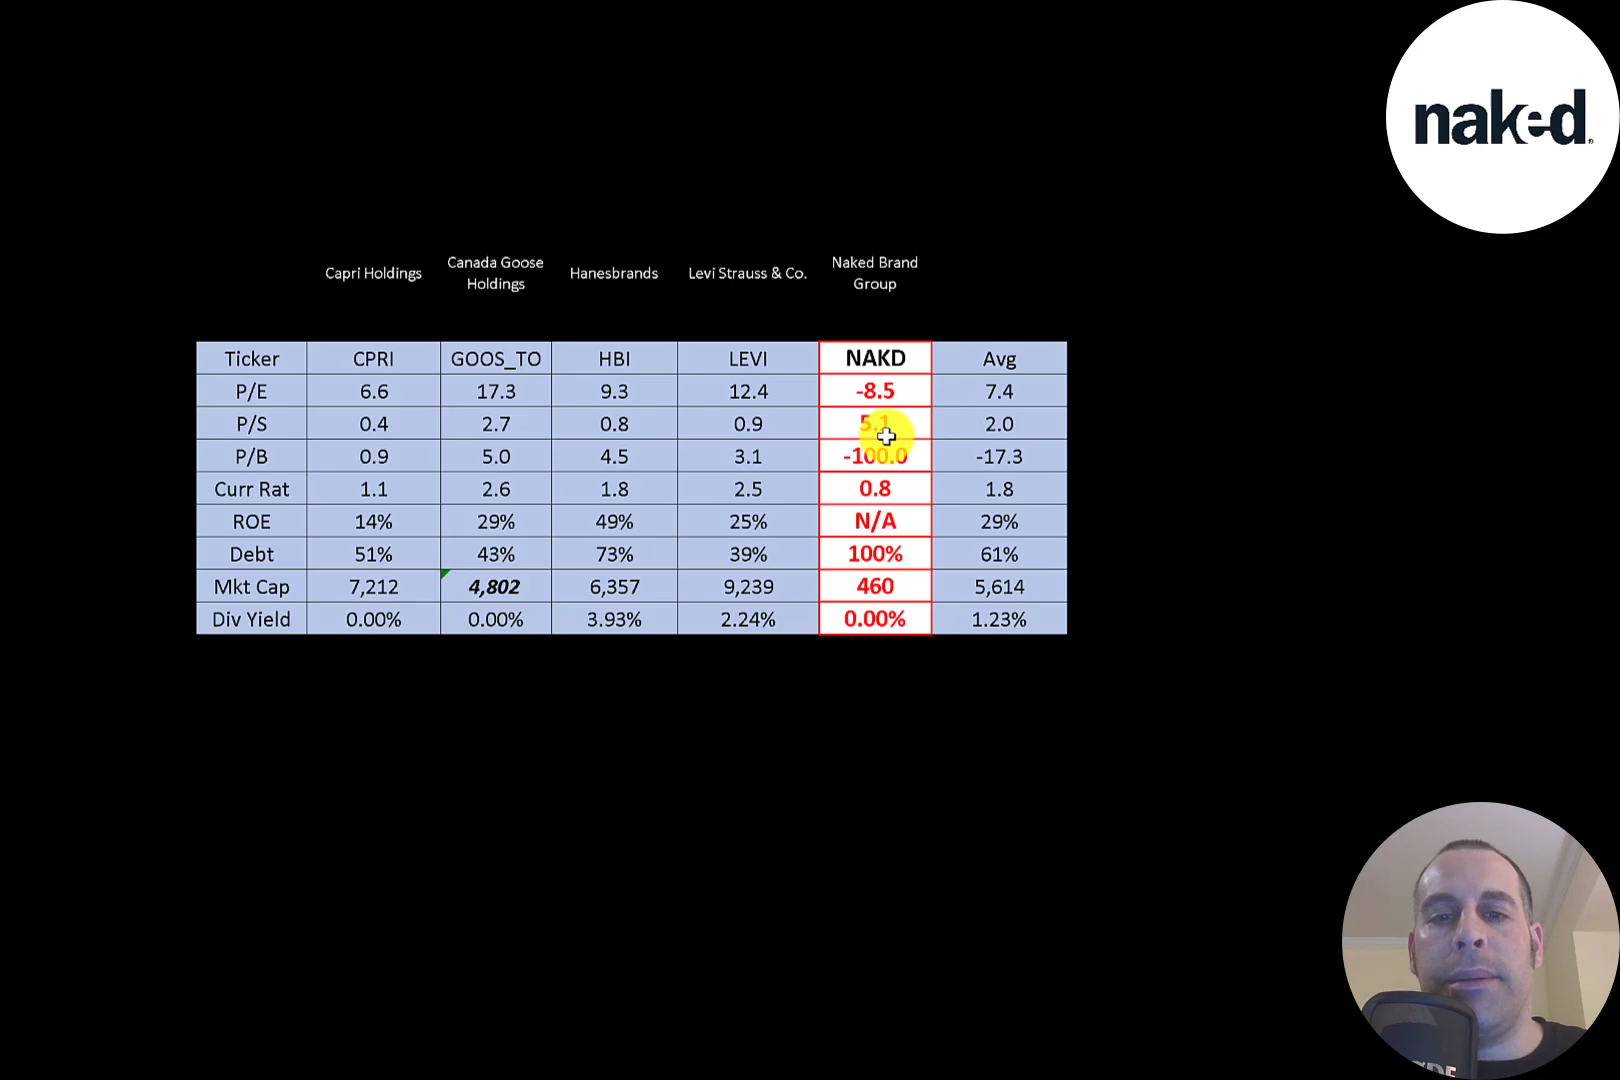 naked
Capri Holdings
Canada Goose
Holdings
Hanesbrands
Levi Strauss & Co.
Naked Brand
Group
Ticker CPRI GOOS_TO HBI LEVI NAKD Avg
P/E 6.6 17.3 9.3 12.4 -8.5 7.4
P/S 0.4 2.7 0.8 0.9 5.1 2.0
P/B 0.9 5.0 4.5 3.1 -100.0 -17.3
Curr Rat 1.1 2.6 1.8 2.5 0.8 1.8
ROE 14% 29% 49% 25% N/A 29%
Debt 51% 43% 73% 39% 100% 61%
Mkt Cap 7,212 4,802 6,357 9,239 460 5,614
Div Yield 0.00% 0.00% 3.93% 2.24% 0.00% 1.23%